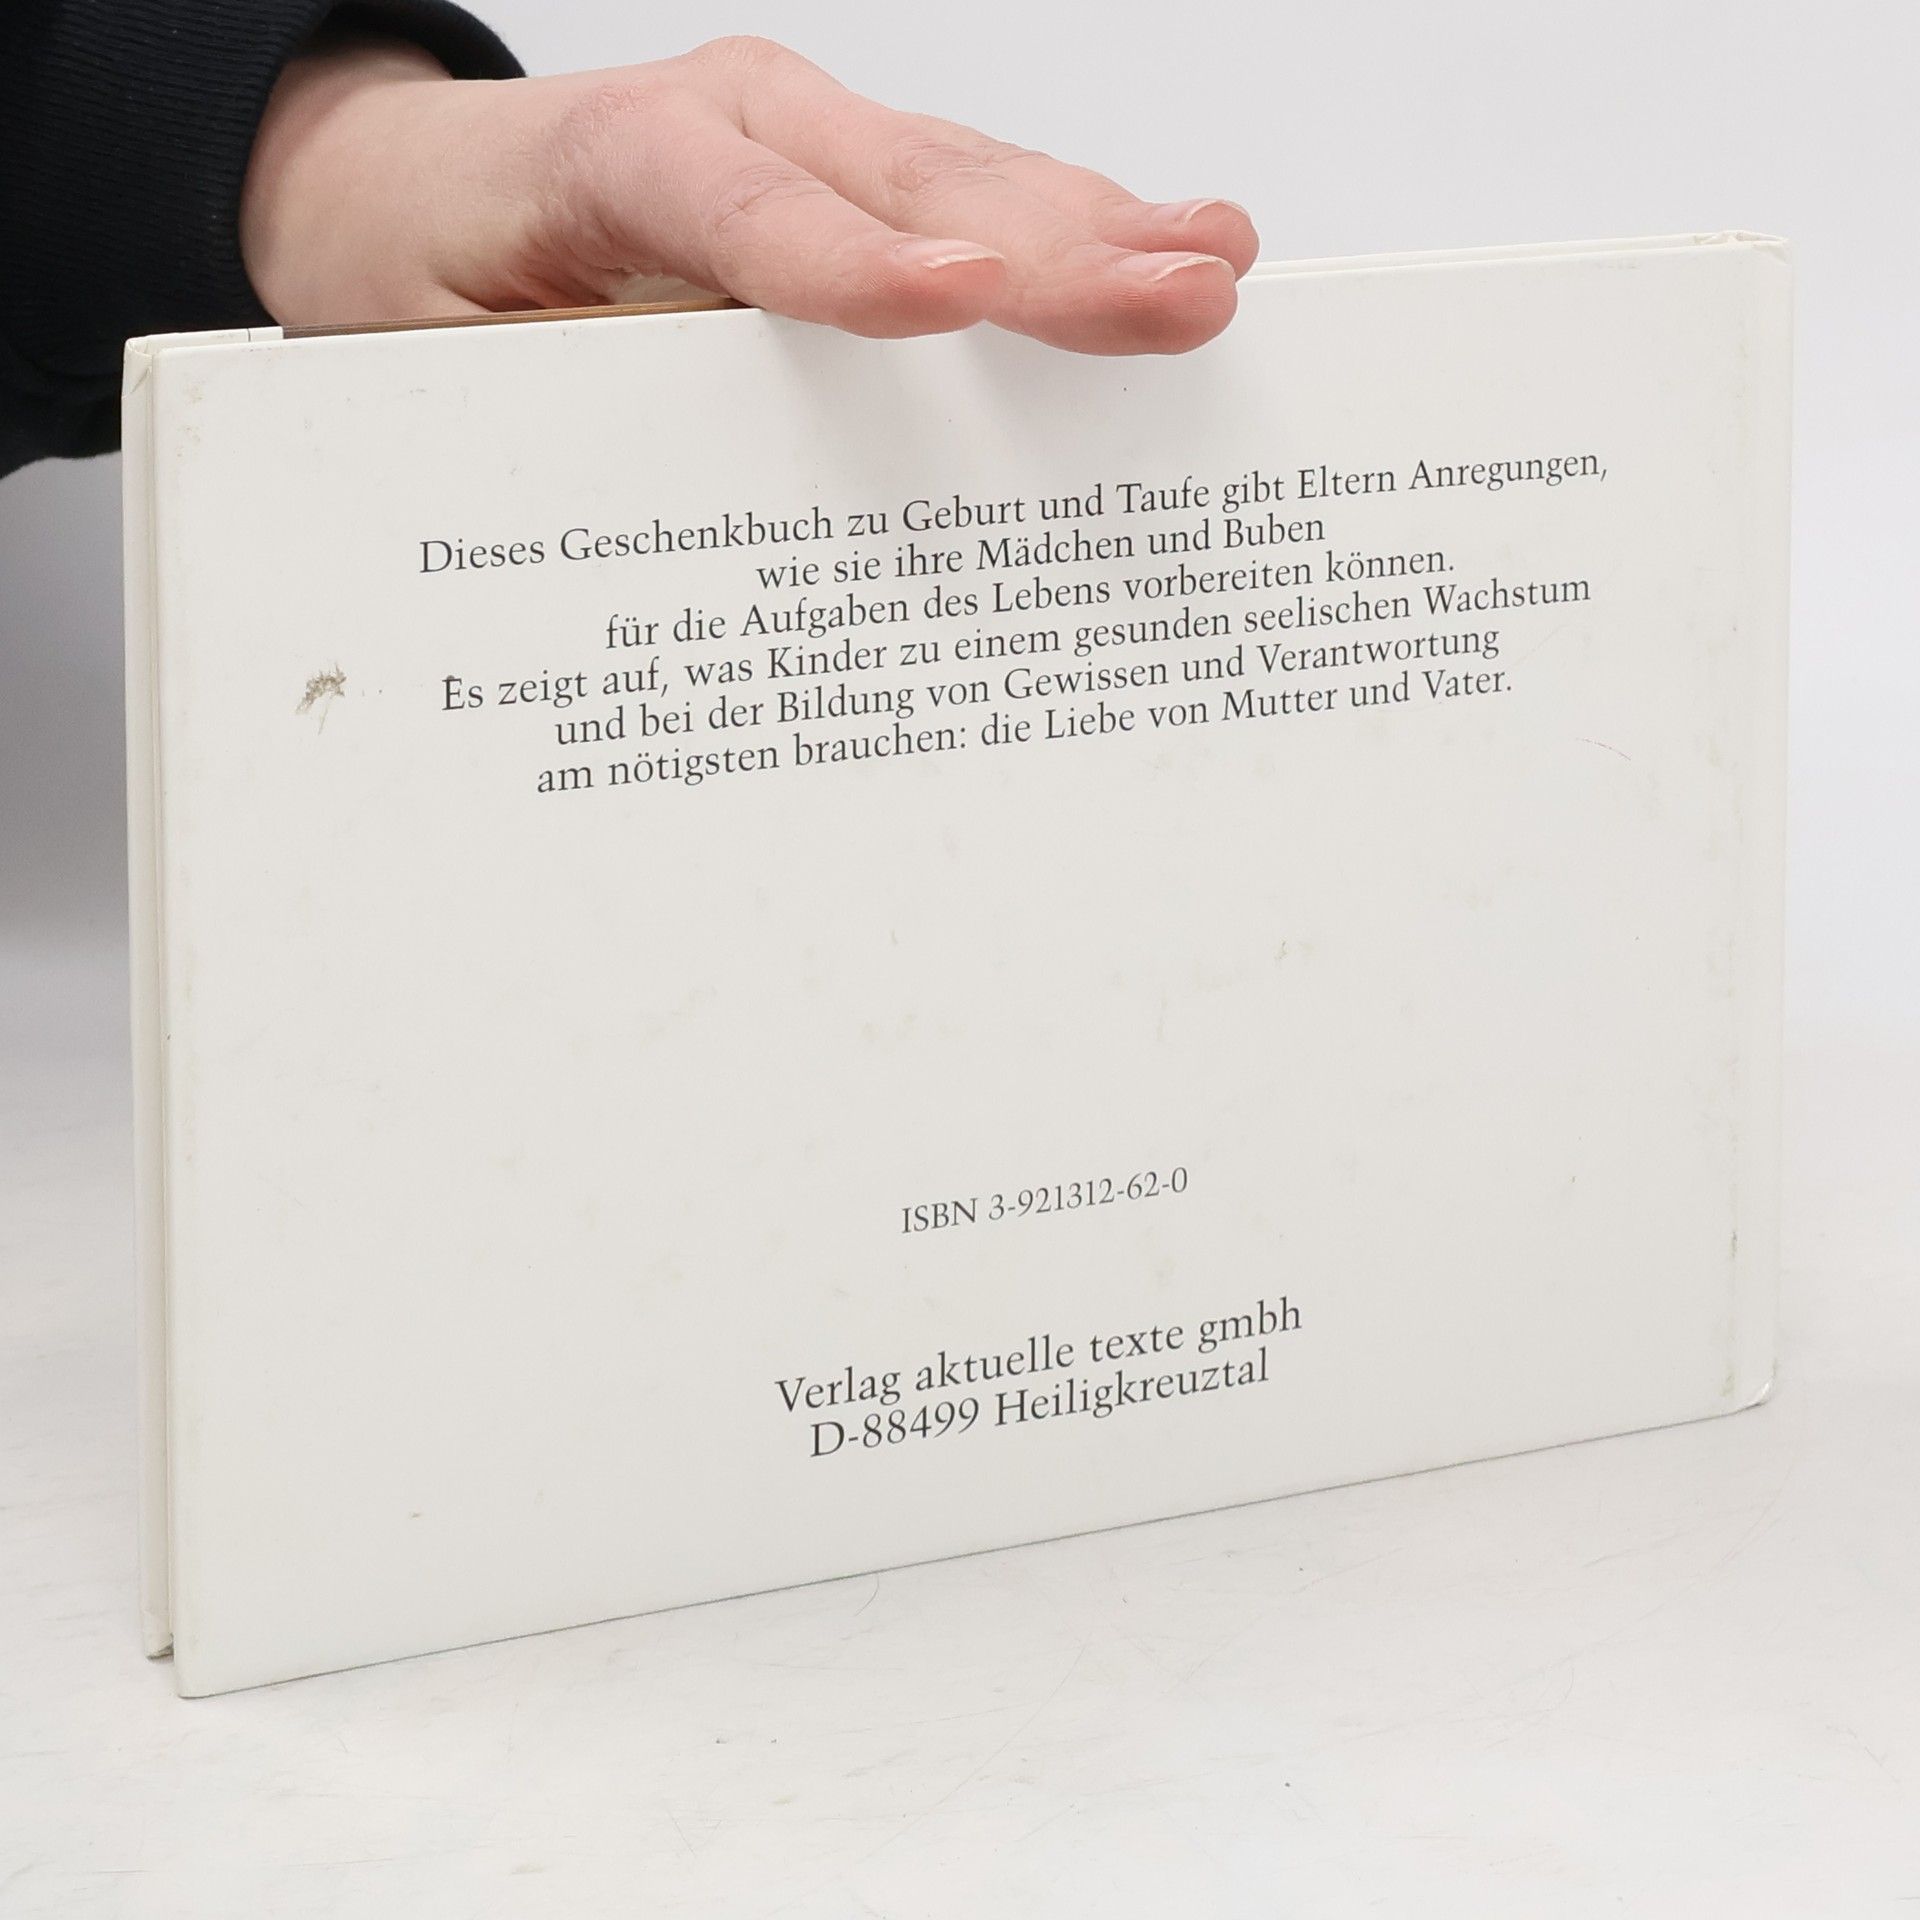 Dieses Geschenkbuch zu Geburt und Taufe gibt Eltern Anregungen,
wie sie ihre Mädchen und Buben
für die Aufgaben des Lebens vorbereiten können.
Es zeigt auf, was Kinder zu einem gesunden seelischen Wachstum
und bei der Bildung von Gewissen und Verantwortung
am nötigsten brauchen: die Liebe von Mutter und Vater.
ISBN 3-921312-62-0
Verlag aktuelle texte gmbh
D-88499 Heiligkreuztal